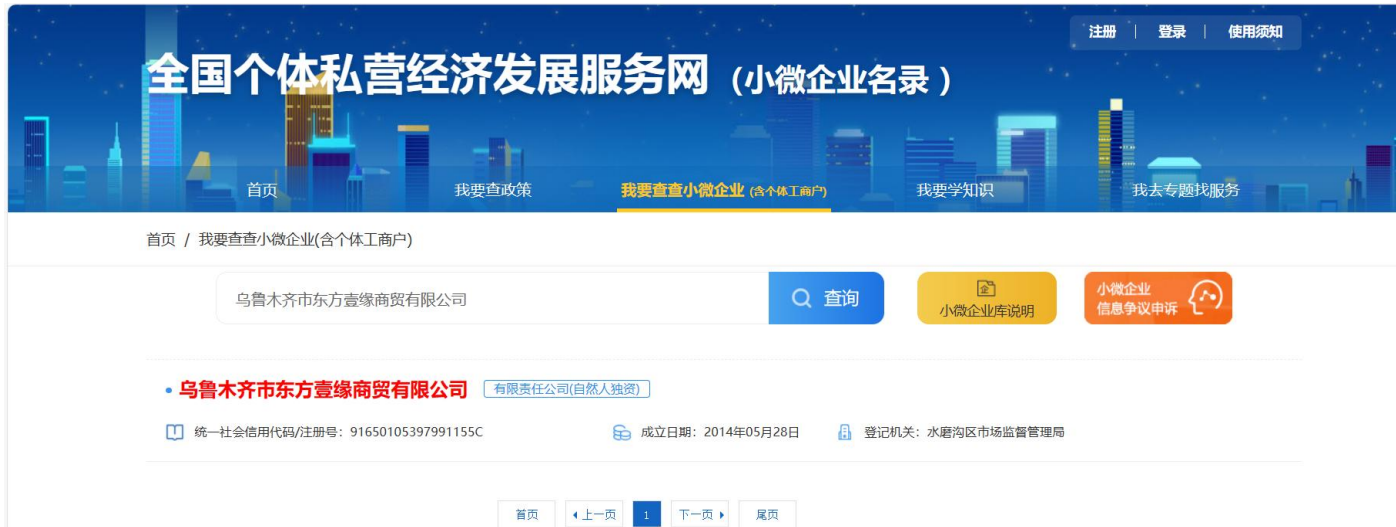 注册 | 登录 | 使用须知
全国个体私营经济发展服务网（小微企业名录）
首页 我要查政策 我要查查小微企业 (含个体工商户) 我要学知识 我去专题找服务
首页 / 我要查查小微企业(含个体工商户)
乌鲁木齐市东方壹缘商贸有限公司 查询 小微企业库说明 小微企业
信息争议申诉
乌鲁木齐市东方壹缘商贸有限公司 有限责任公司(自然人独资)
统一社会信用代码/注册号：91650105397991155C 成立日期：2014年05月28日 登记机关：水磨沟区市场监督管理局
首页 上一页 1 下一页 尾页